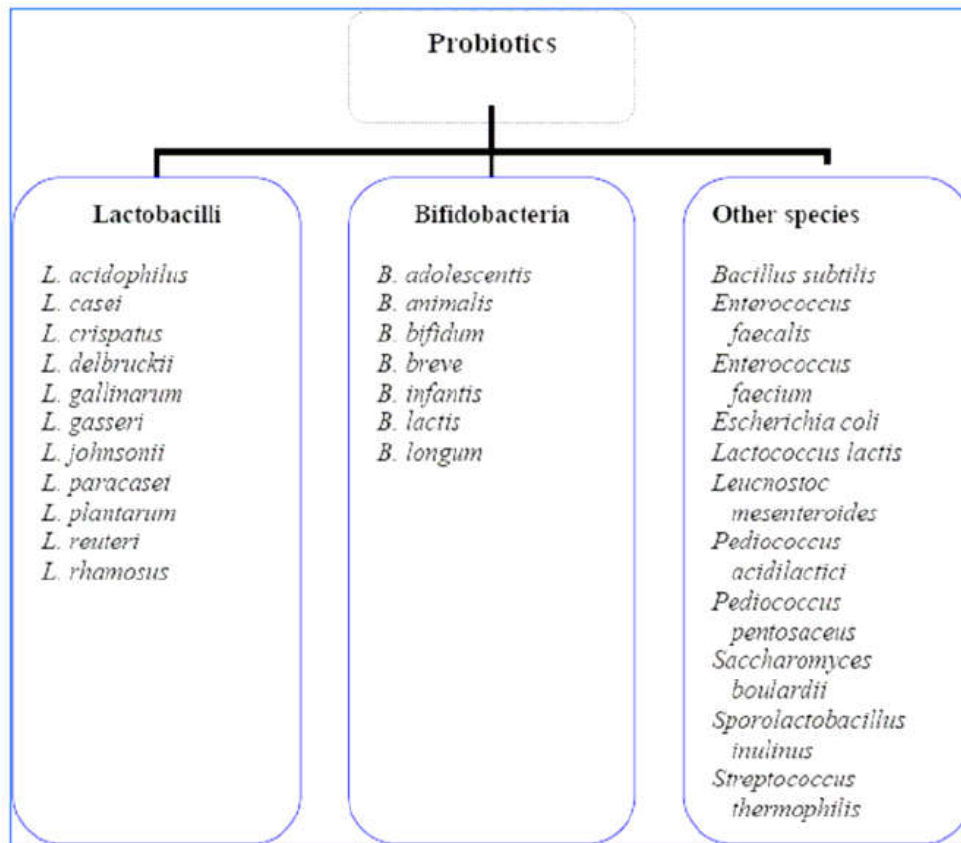 Probiotics
Lactobacilli
L. acidophilus
L. casei
L. crispatus
L. delbruckii
L. gallinarum
L. gasseri
L. johnsonii
L. paracasei
L. plantarum
L. reuteri
L. rhamosus
Bifidobacteria
B. adolescentis
B. animalis
B. bifidum
B. breve
B. infantis
B. lactis
B. longum
Other species
Bacillus subtilis
Enterococcus
faecalis
Enterococcus
faecium
Escherichia coli
Lactococcus lactis
Leucnostoc
mesenteroides
Pediococcus
acidilactici
Pediococcus
pentosaceus
Saccharomyces
boulardii
Sporolactobacillus
inulinus
Streptococcus
thermophilis